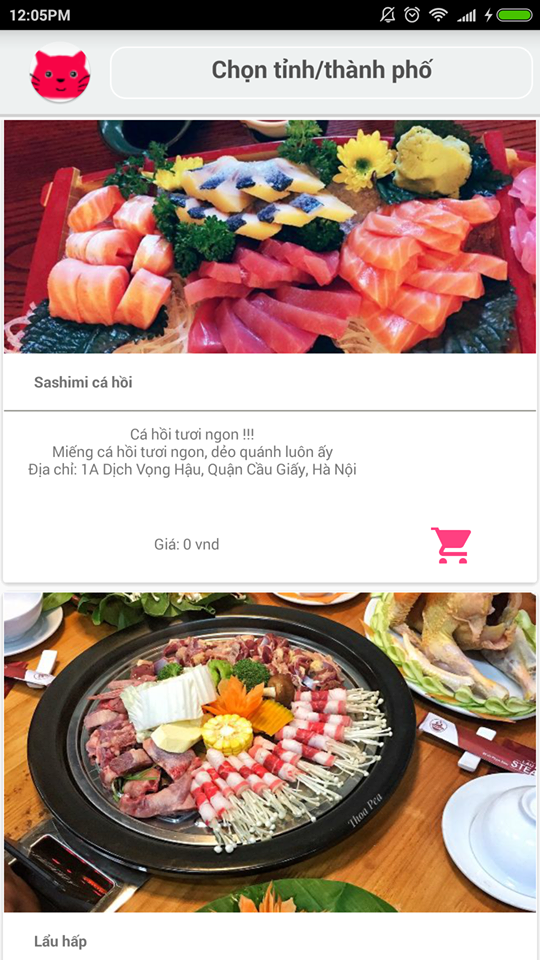 12:05PM
Chọn tỉnh/thành phố
Sashimi cá hồi
Cá hồi tươi ngon !!!
Miếng cá hồi tươi ngon, dẻo quánh luôn ấy
Địa chỉ: 1A Dịch Vọng Hậu, Quận Cầu Giấy, Hà Nội
Giá: 0 vnd
Thoa Pea
Lẩu hấp